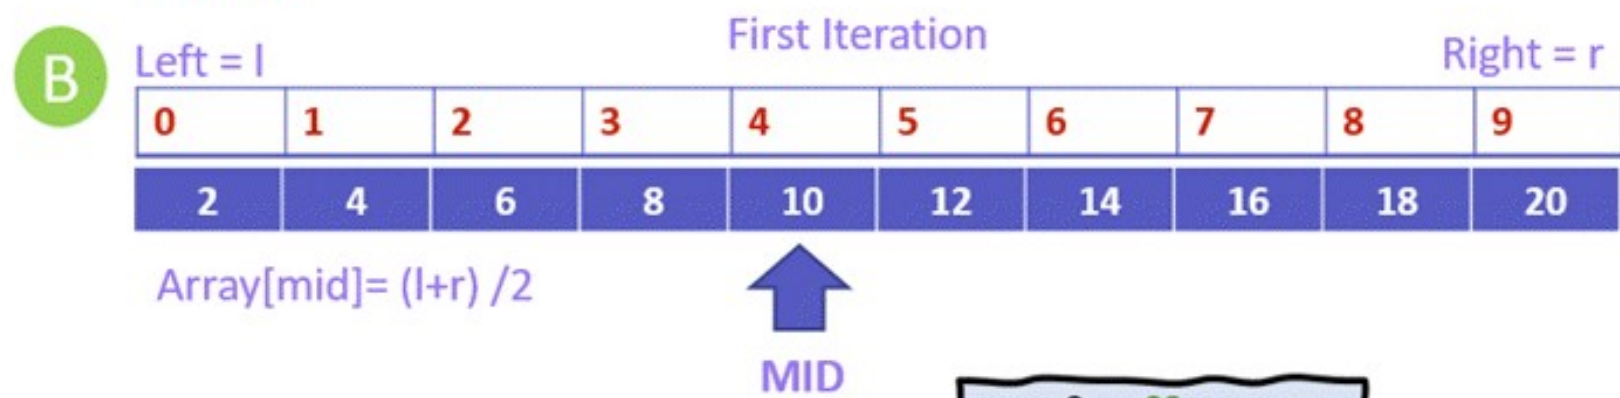 B
Left = l
First Iteration
Right = r
0 1 2 3 4 5 6 7 8 9
2 4 6 8 10 12 14 16 18 20
Array[mid]= (l+r) /2
MID